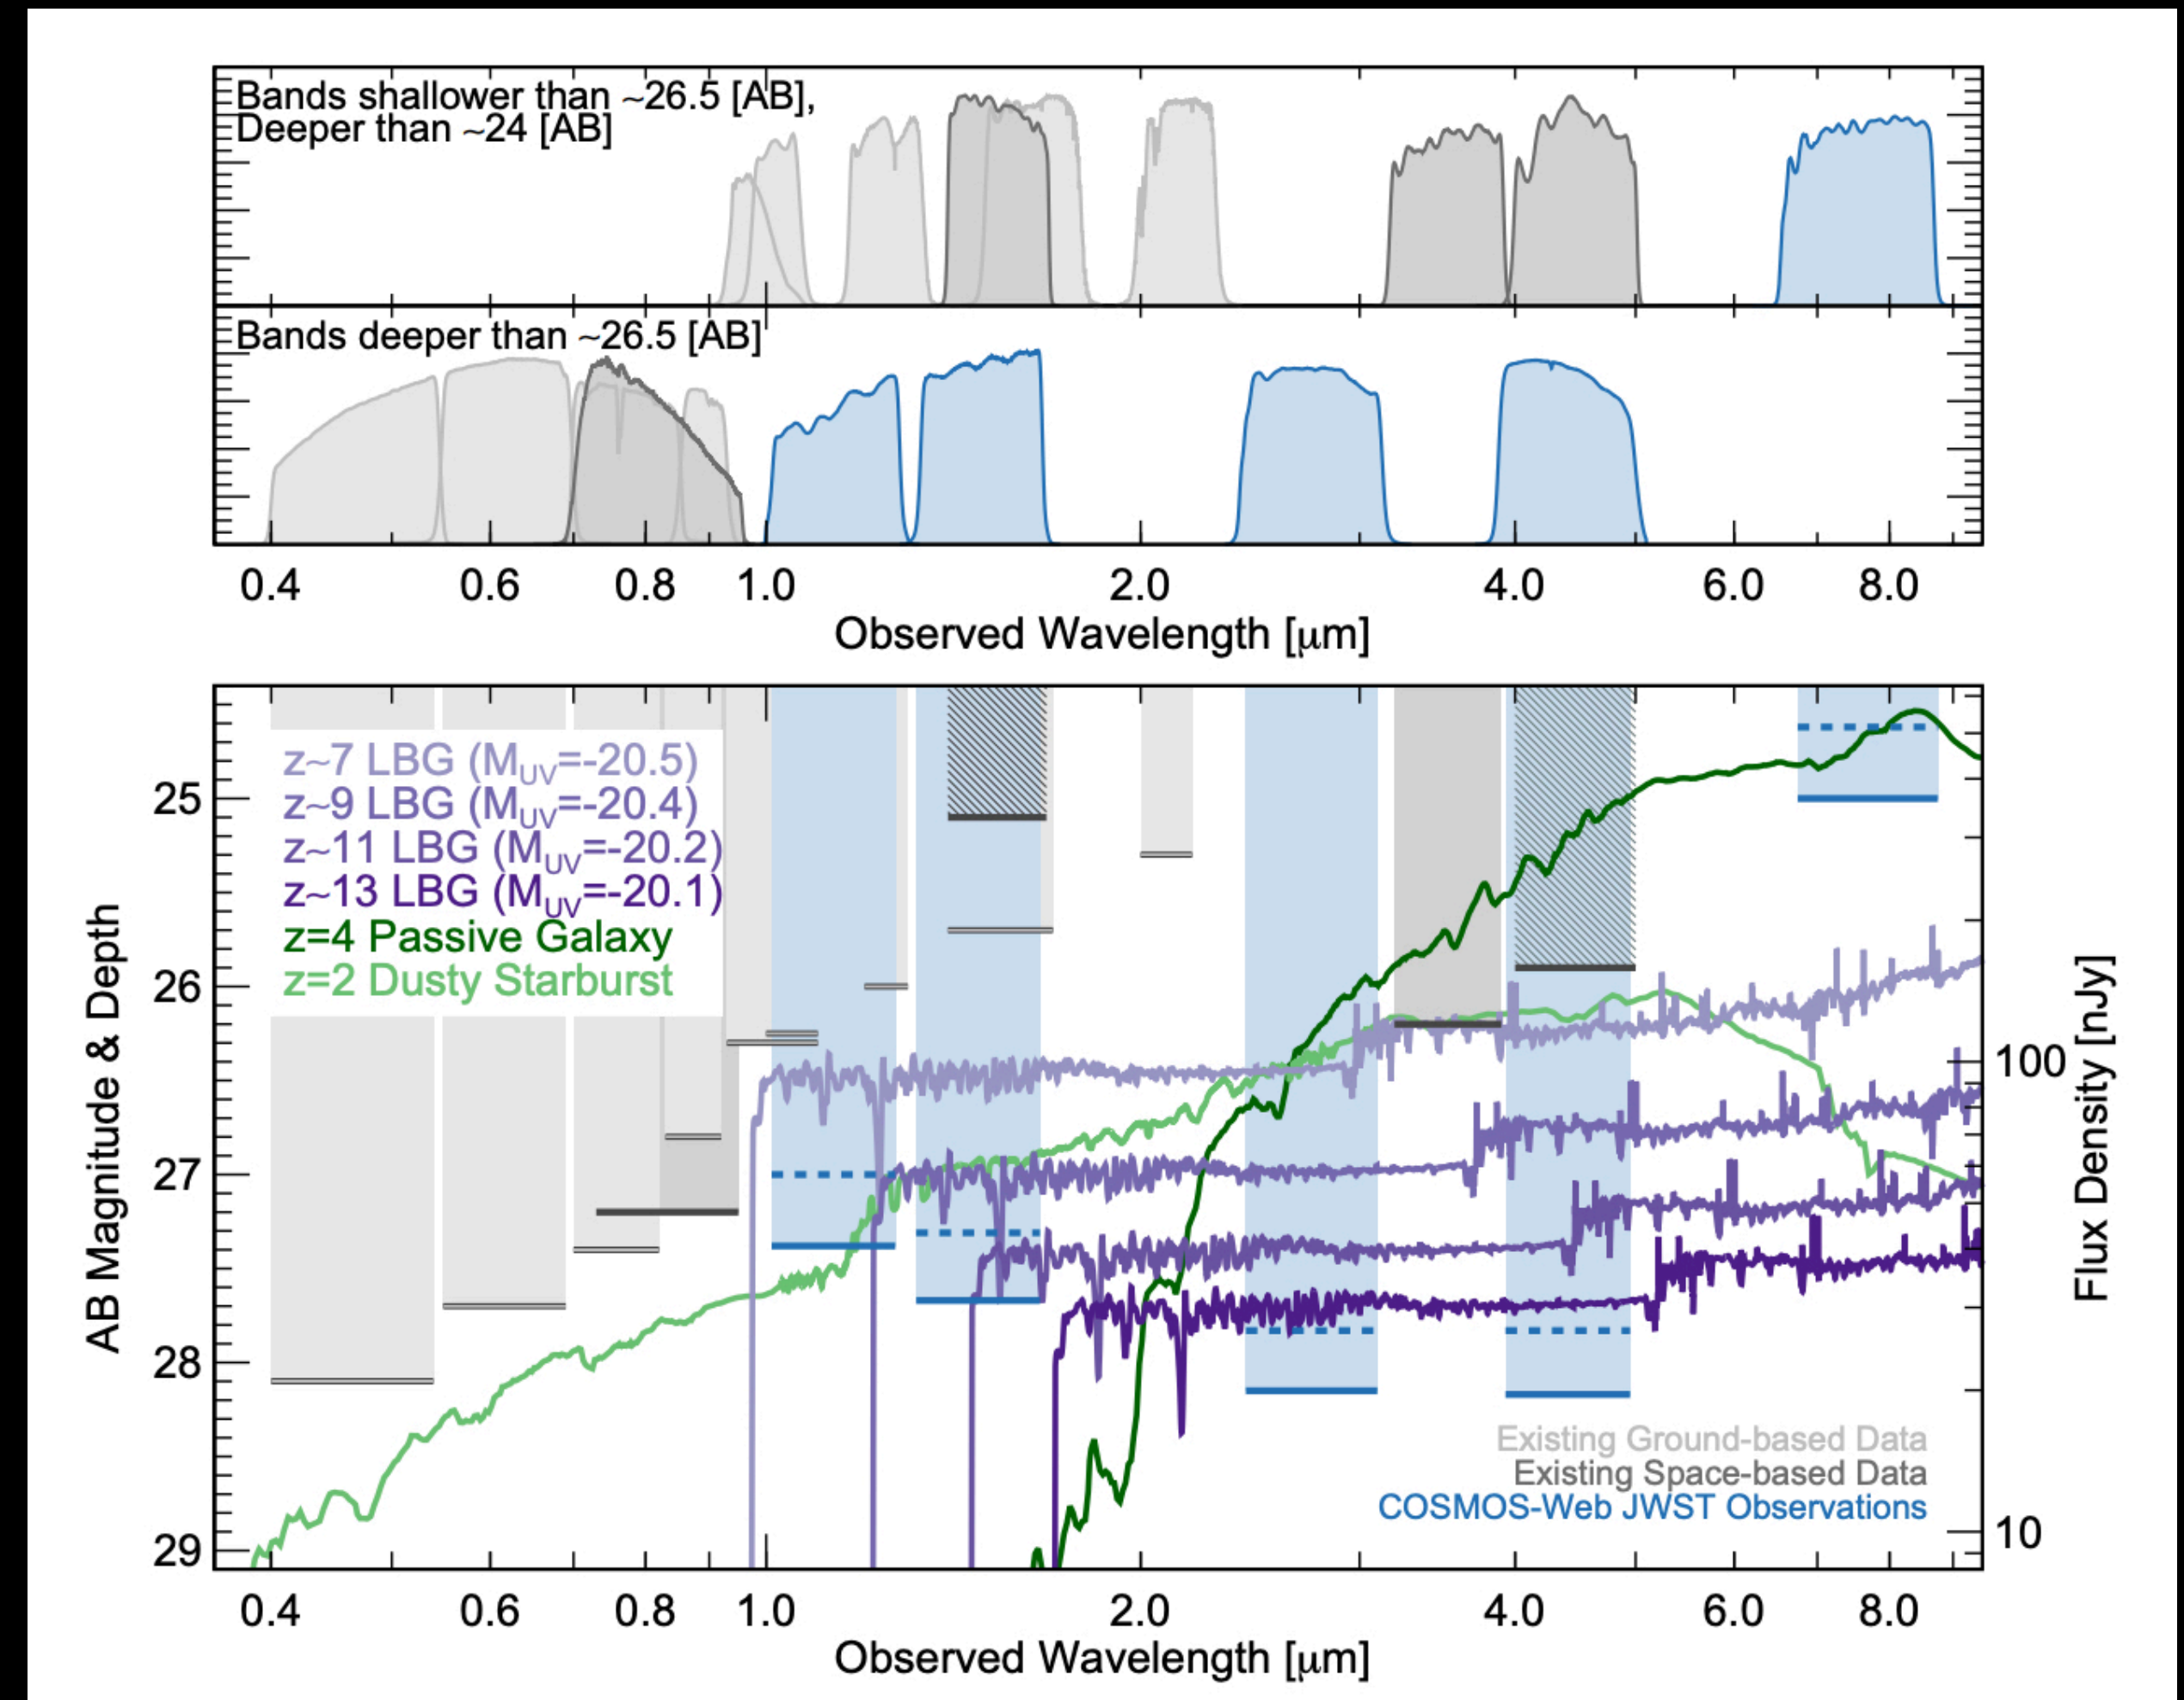 Bands shallower than ~26.5 [AB],
Deeper than ~24 [AB]
Bands deeper than ~26.5 [AB]
0.4 0.6 0.8 1.0 2.0 4.0 6.0 8.0
Observed Wavelength [μm]
AB Magnitude & Depth
25
26
27
28
29
z~7 LBG (MUV=-20.5)
z~9 LBG (MUV=-20.4)
z~11 LBG (MUV=-20.2)
z~13 LBG (MUV=-20.1)
z=4 Passive Galaxy
z=2 Dusty Starburst
Existing Ground-based Data
Existing Space-based Data
COSMOS-Web JWST Observations
100
10
Flux Density [nJy]
0.4 0.6 0.8 1.0 2.0 4.0 6.0 8.0
Observed Wavelength [μm]